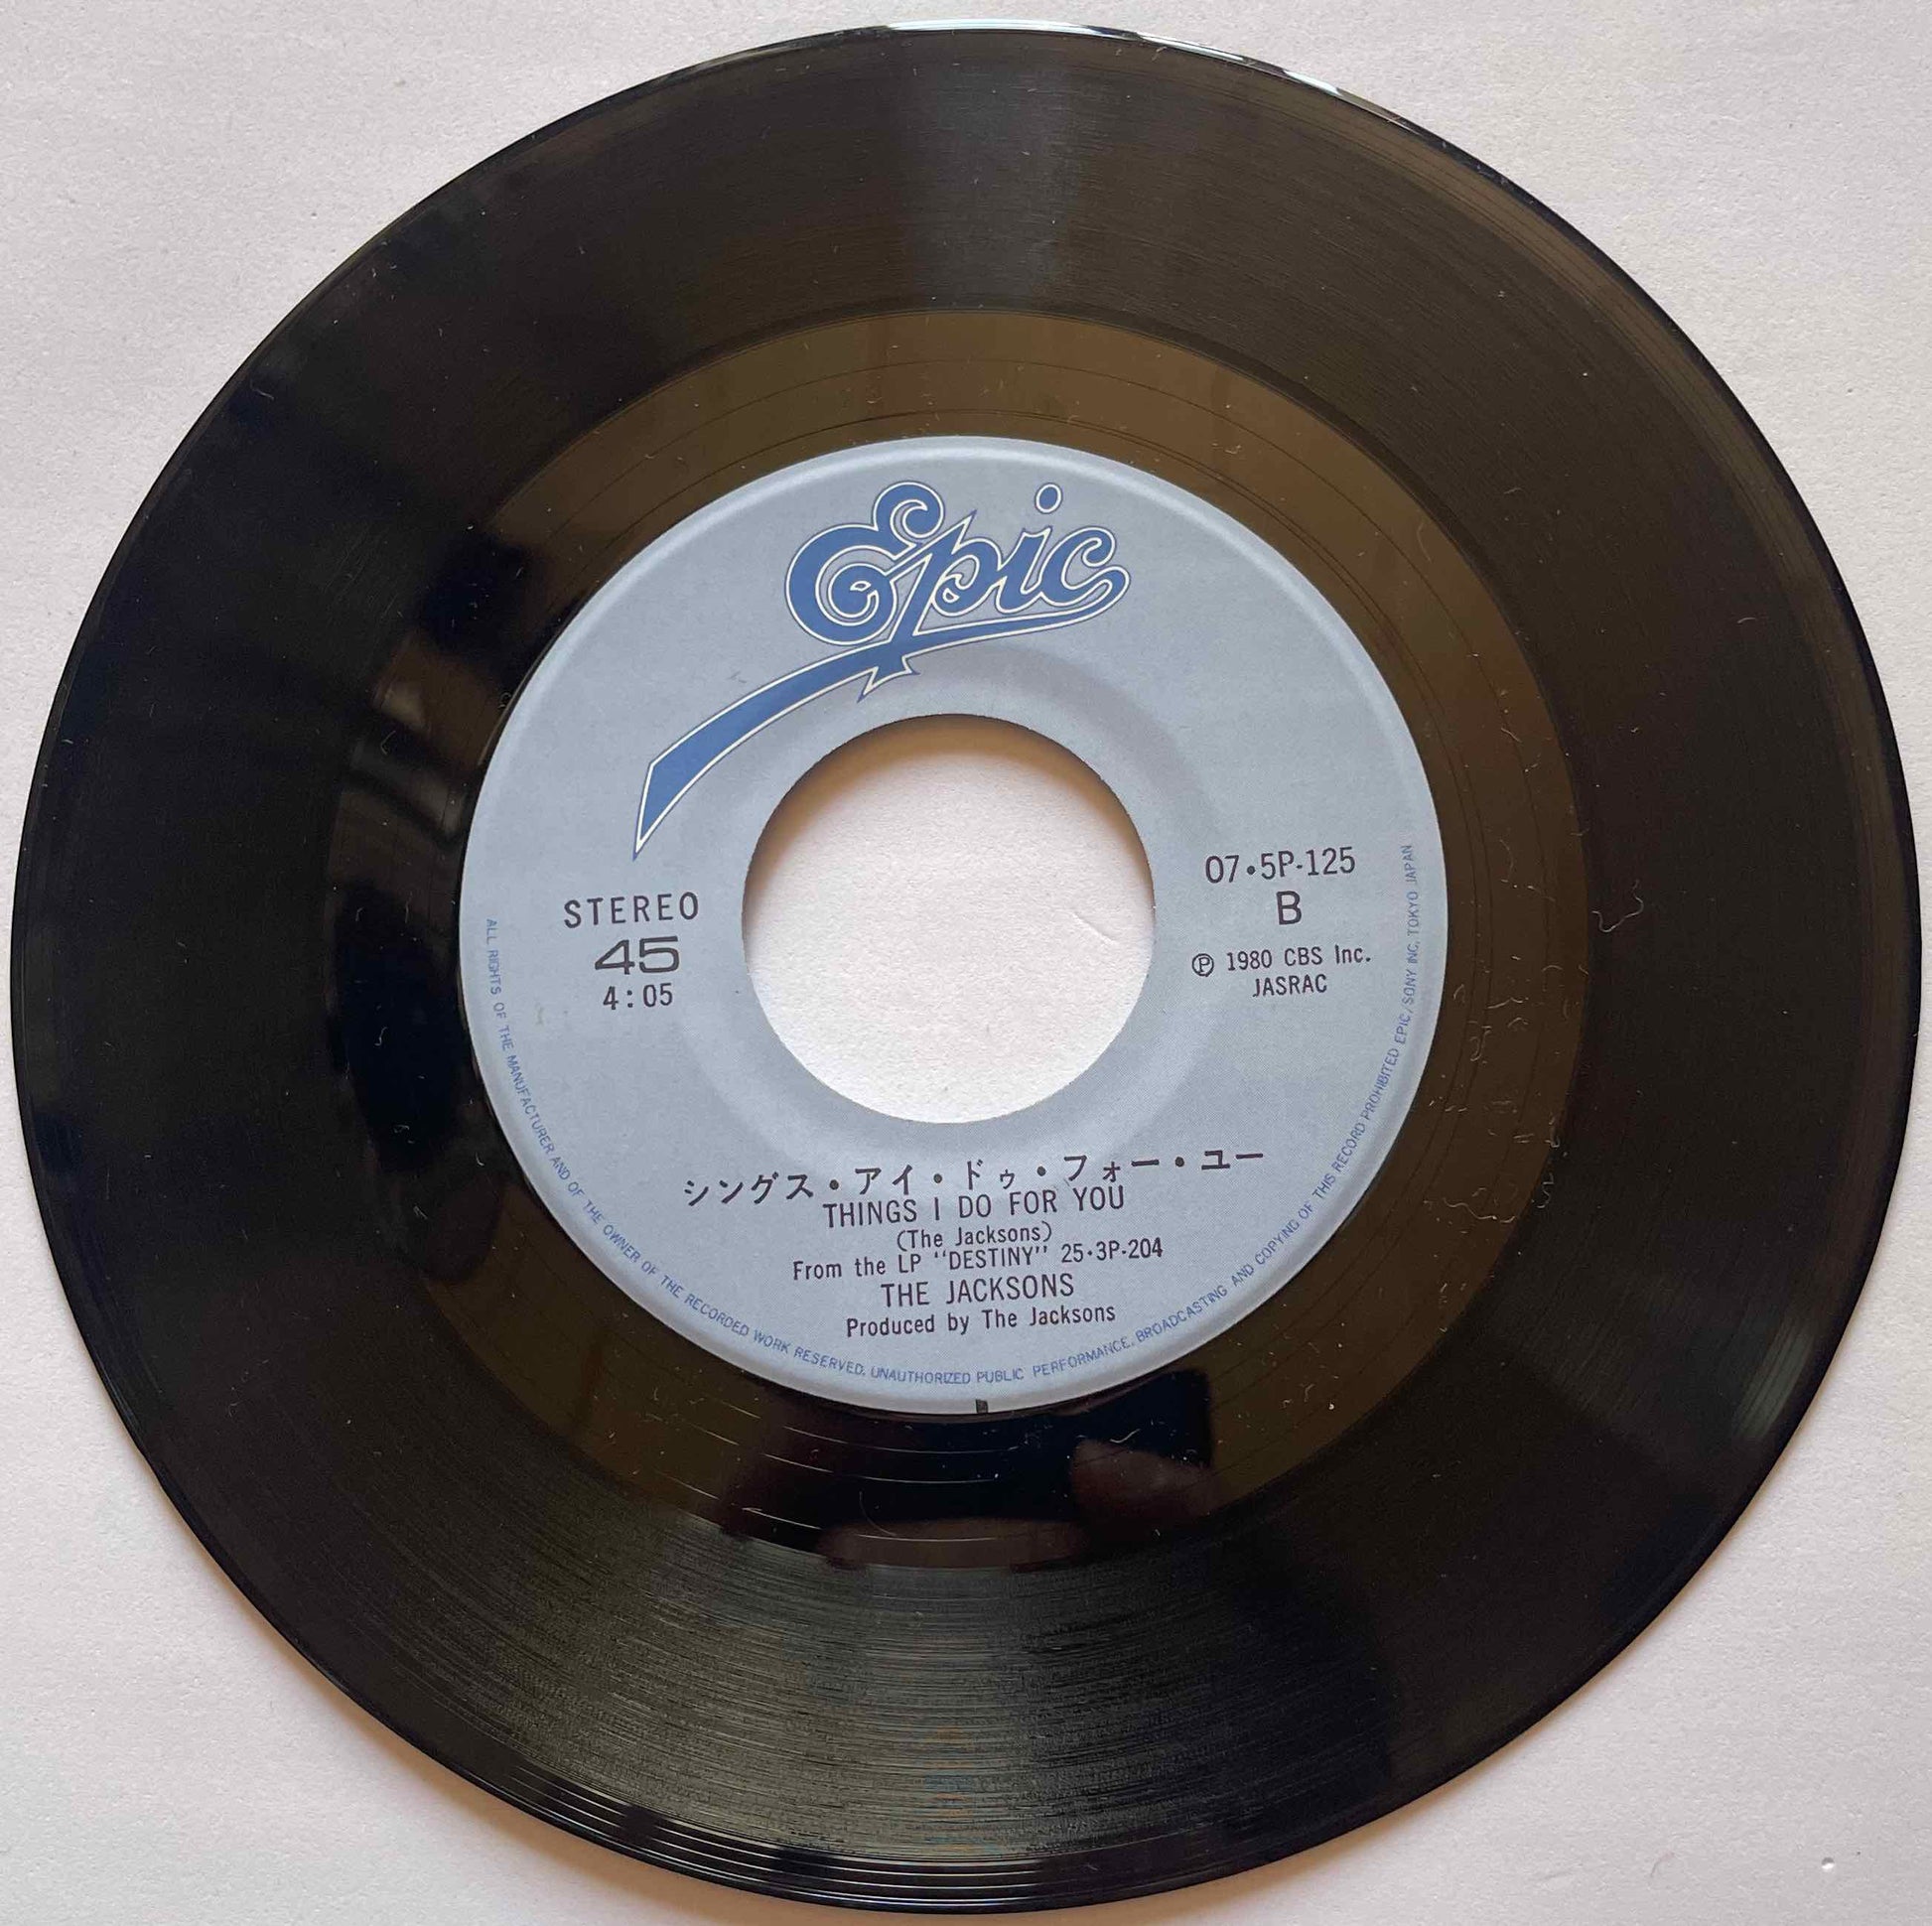 Epic
STEREO
45
4:05
07・5P-125
B
Ⓟ 1980 CBS Inc.
JASRAC
シングス・アイ・ドゥ・フォー・ユー
THINGS I DO FOR YOU
(The Jacksons)
From the LP "DESTINY" 25・3P-204
THE JACKSONS
Produced by The Jacksons
ALL RIGHTS OF THE MANUFACTURER AND OF THE OWNER OF THE RECORDED WORK RESERVED, UNAUTHORIZED PUBLIC PERFORMANCE, BROADCASTING AND COPYING OF THIS RECORD PROHIBITED EPIC/SONY INC. TOKYO JAPAN